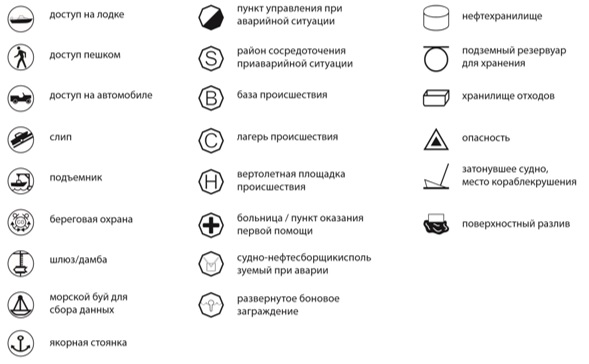 доступ на лодке
доступ пешком
доступ на автомобиле
слип
подъемник
береговая охрана
шлюз/дамба
морской буй для
сбора данных
якорная стоянка
пункт управления при
аварийной ситуации
S
район сосредоточения
приаварийной ситуации
B
база происшествия
C
лагерь происшествия
H
вертолетная площадка
происшествия
больница / пункт оказания
первой помощи
судно-нефтесборщикисполь
зуемый при аварии
развернутое боновое
заграждение
нефтехранилище
подземный резервуар
для хранения
хранилище отходов
опасность
затонувшее судно,
место кораблекрушения
поверхностный разлив